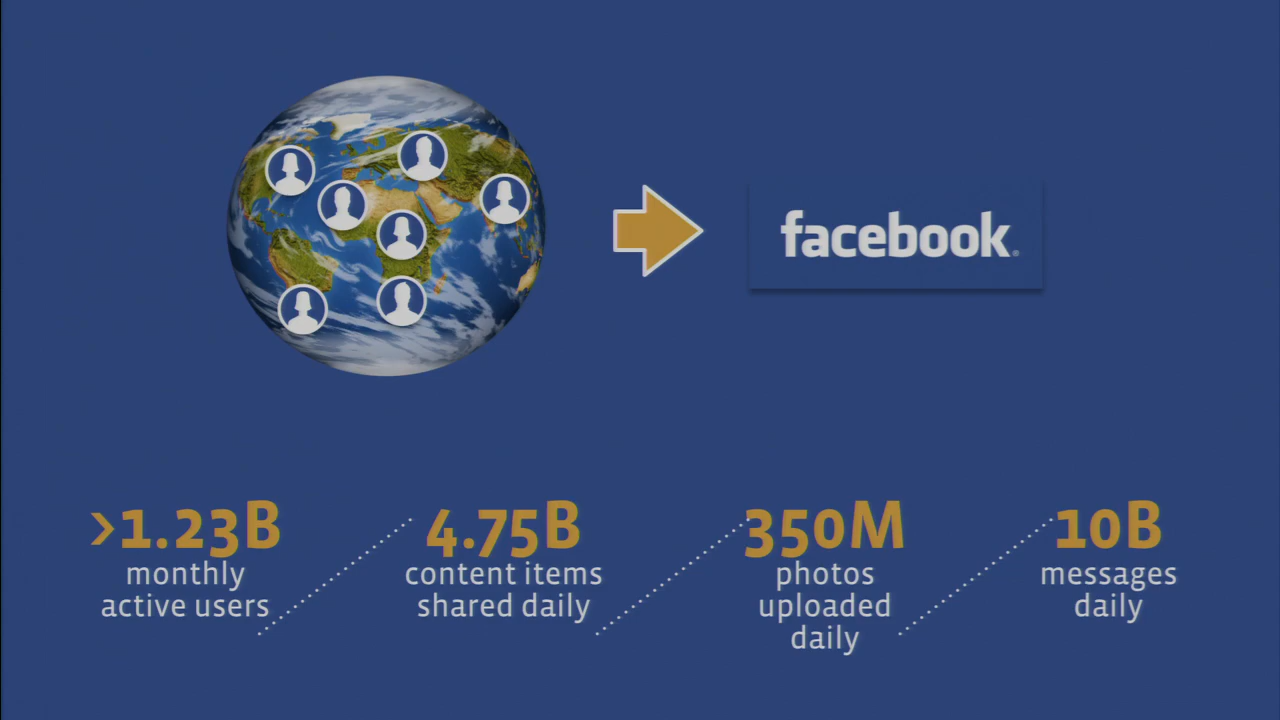 facebook®
>1.23B
monthly
active users
4.75B
content items
shared daily
350M
photos
uploaded
daily
10B
messages
daily